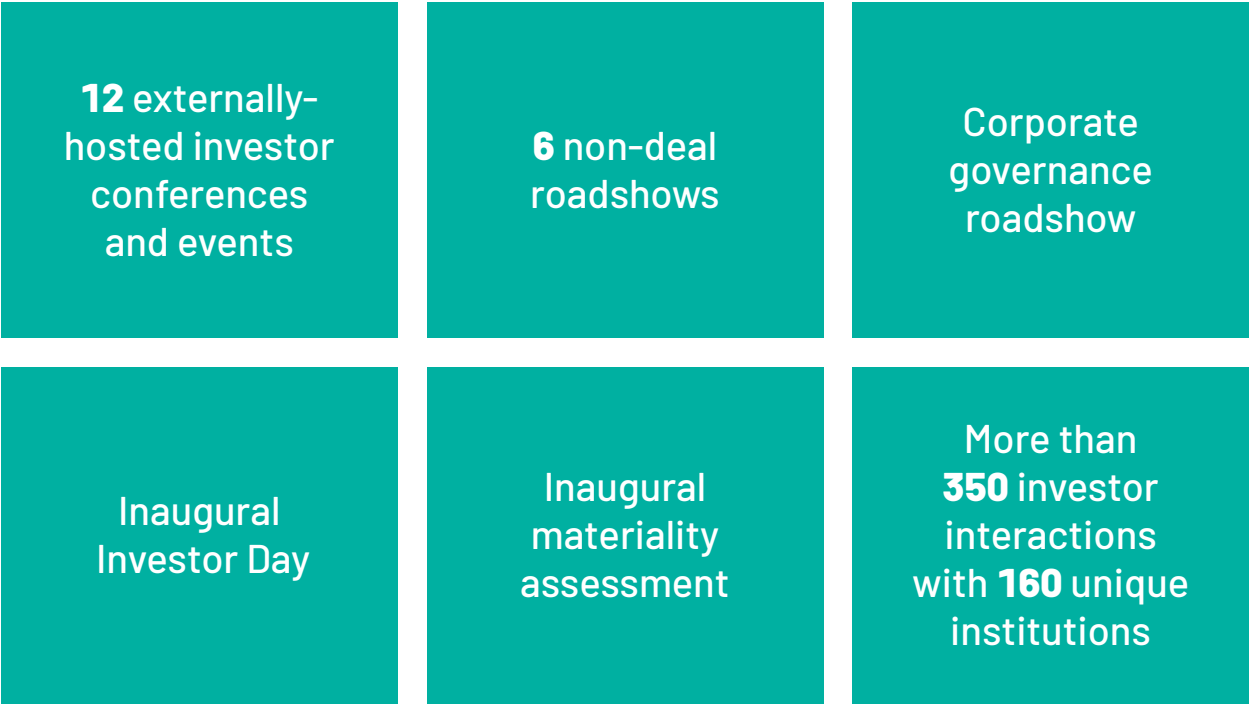 12 externally-
hosted investor
conferences
and events
6 non-deal
roadshows
Corporate
governance
roadshow
Inaugural
Investor Day
Inaugural
materiality
assessment
More than
350 investor
interactions
with 160 unique
institutions